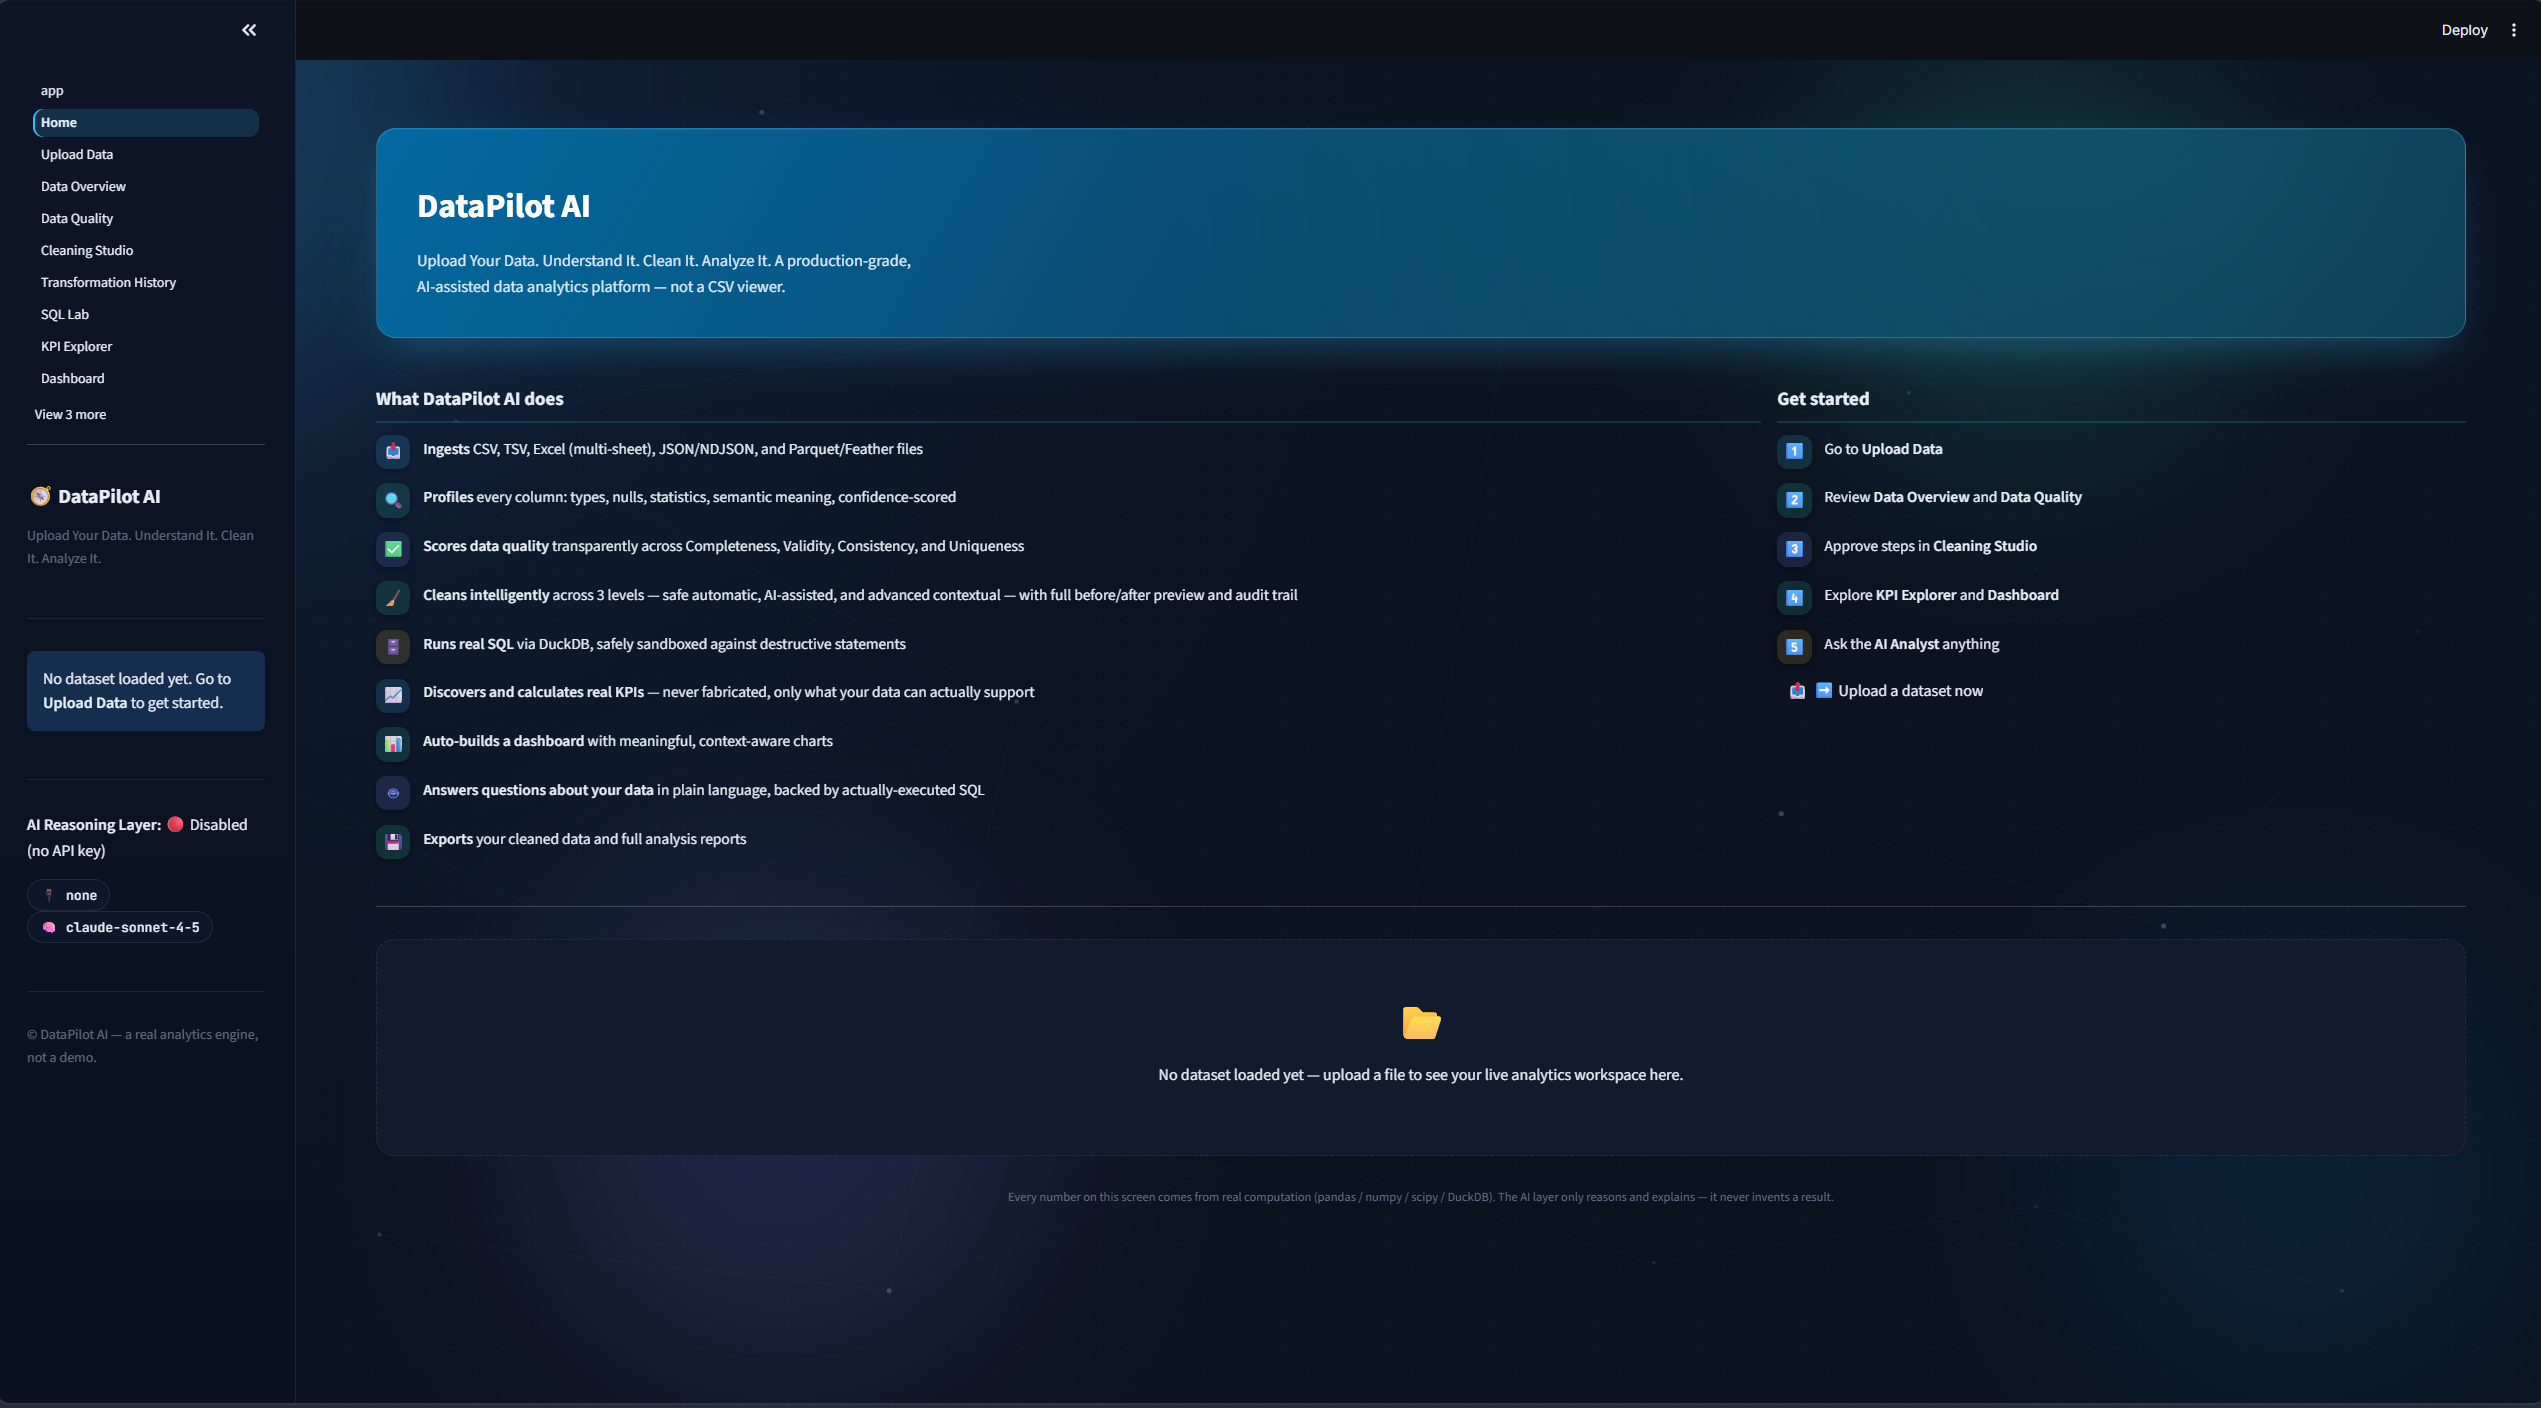 Deploy
app
Home
Upload Data
Data Overview
Data Quality
Cleaning Studio
Transformation History
SQL Lab
KPI Explorer
Dashboard
View 3 more
DataPilot AI
Upload Your Data. Understand It. Clean
It. Analyze It.
No dataset loaded yet. Go to
Upload Data to get started.
AI Reasoning Layer: Disabled
(no API key)
none
claude-sonnet-4-5
© DataPilot AI — a real analytics engine,
not a demo.
DataPilot AI
Upload Your Data. Understand It. Clean It. Analyze It. A production-grade,
AI-assisted data analytics platform — not a CSV viewer.
What DataPilot AI does
Ingests CSV, TSV, Excel (multi-sheet), JSON/NDJSON, and Parquet/Feather files
Profiles every column: types, nulls, statistics, semantic meaning, confidence-scored
Scores data quality transparently across Completeness, Validity, Consistency, and Uniqueness
Cleans intelligently across 3 levels — safe automatic, AI-assisted, and advanced contextual — with full before/after preview and audit trail
Runs real SQL via DuckDB, safely sandboxed against destructive statements
Discovers and calculates real KPIs — never fabricated, only what your data can actually support
Auto-builds a dashboard with meaningful, context-aware charts
Answers questions about your data in plain language, backed by actually-executed SQL
Exports your cleaned data and full analysis reports
Get started
1 Go to Upload Data
2 Review Data Overview and Data Quality
3 Approve steps in Cleaning Studio
4 Explore KPI Explorer and Dashboard
5 Ask the AI Analyst anything
Upload a dataset now
No dataset loaded yet — upload a file to see your live analytics workspace here.
Every number on this screen comes from real computation (pandas / numpy / scipy / DuckDB). The AI layer only reasons and explains — it never invents a result.